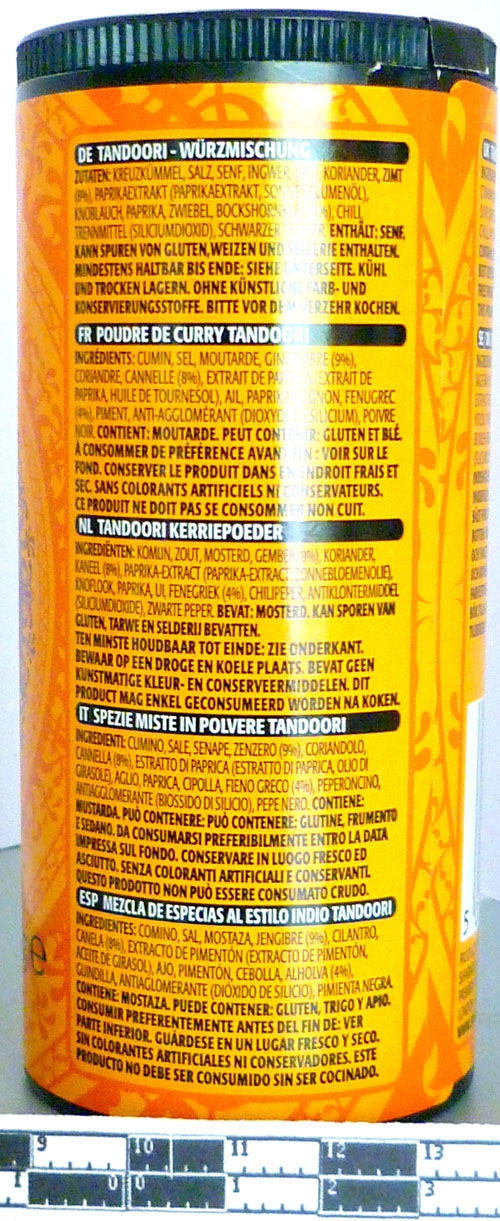 DE TANDOORI - WÜRZMISCHUNG
ZUTATEN: KREUZKÜMMEL, SALZ, SENF, INGWER KORIANDER, ZIMT
(8%), PAPRIKAEXTRAKT (PAPRIKAEXTRAKT,
KNOBLAUCH, PAPRIKA, ZWIEBEL, CHILI,
TRENNMITTEL (SILICIUMDIOXID), SCHWARZER ENTHÄLT: SENF,
KANN SPUREN VON GLUTEN, WEIZEN UND SELLERIE ENTHALTEN.
MINDESTENS HALTBAR BIS ENDE: SIEHE UNTERSEITE. KÜHL
UND TROCKEN LAGERN. OHNE KÜNSTLICHE FARB- UND
KONSERVIERUNGSSTOFFE. BITTE VOR DEM VERZEHR KOCHEN.
FR POUDRE DE CURRY TANDOORI
INGRÉDIENTS: CUMIN, SEL, MOUTARDE, GINGEMBRE (9%),
CORIANDRE, CANNELLE (8%), EXTRAIT DE EXTRAIT DE
PAPRIKA, HUILE DE TOURNESOL), AIL, PAPRIKA, OIGNON, FENUGREC
(4%), PIMENT, ANTI-AGGLOMÉRANT (DIOXYDE DE SILICIUM), POIVRE
NOIR. CONTIENT: MOUTARDE. PEUT CONTENIR: GLUTEN ET BLÉ.
À CONSOMMER DE PRÉFÉRENCE AVANT FIN : VOIR SUR LE
FOND. CONSERVER LE PRODUIT DANS EN ENDROIT FRAIS ET
SEC. SANS COLORANTS ARTIFICIELS NI CONSERVATEURS.
CE PRODUIT NE DOIT PAS SE CONSOMMER NON CUIT.
NL TANDOORI KERRIEPOEDER
INGREDIËNTEN: KOMIJN, ZOUT, MOSTERD, GEMBER (9%), KORIANDER,
KANEEL (8%), PAPRIKA-EXTRACT (PAPRIKA-EXTRACT, ZONNEBLOEMENOLIE),
KNOFLOOK, PAPRIKA, UI, FENEGRIEK (4%), CHILIPEPER, ANTIKLONTERMIDDEL
(SILICIUMDIOXIDE), ZWARTE PEPER. BEVAT: MOSTERD. KAN SPOREN VAN
GLUTEN, TARWE EN SELDERIJ BEVATTEN.
TEN MINSTE HOUDBAAR TOT EINDE: ZIE ONDERKANT.
BEWAAR OP EEN DROGE EN KOELE PLAATS. BEVAT GEEN
KUNSTMATIGE KLEUR- EN CONSERVEERMIDDELEN. DIT
PRODUCT MAG ENKEL GECONSUMEERD WORDEN NA KOKEN.
IT SPEZIE MISTE IN POLVERE TANDOORI
INGREDIENTI: CUMINO, SALE, SENAPE, ZENZERO (9%), CORIANDOLO,
CANNELLA (8%), ESTRATTO DI PAPRICA (ESTRATTO DI PAPRICA, OLIO DI
GIRASOLE), AGLIO, PAPRICA, CIPOLLA, FIENO GRECO (4%), PEPERONCINO,
ANTIAGGLOMERANTE (BIOSSIDO DI SILICIO), PEPE NERO. CONTIENE:
MUSTARDA. PUÒ CONTENERE: PUÒ CONTENERE: GLUTINE, FRUMENTO
E SEDANO. DA CONSUMARSI PREFERIBILMENTE ENTRO LA DATA
IMPRESSA SUL FONDO. CONSERVARE IN LUOGO FRESCO ED
ASCIUTTO. SENZA COLORANTI ARTIFICIALI E CONSERVANTI.
QUESTO PRODOTTO NON PUÒ ESSERE CONSUMATO CRUDO.
ESP MEZCLA DE ESPECIAS AL ESTILO INDIO TANDOORI
INGREDIENTES: COMINO, SAL, MOSTAZA, JENGIBRE (9%), CILANTRO,
CANELA (8%), EXTRACTO DE PIMENTÓN (EXTRACTO DE PIMENTÓN,
ACEITE DE GIRASOL), AJO, PIMENTÓN, CEBOLLA, ALHOLVA (4%),
GUINDILLA, ANTIAGLOMERANTE (DIÓXIDO DE SILICIO), PIMIENTA NEGRA.
CONTIENE: MOSTAZA. PUEDE CONTENER: GLUTEN, TRIGO Y APIO.
CONSUMIR PREFERENTEMENTE ANTES DEL FIN DE: VER
PARTE INFERIOR. GUÁRDESE EN UN LUGAR FRESCO Y SECO.
SIN COLORANTES ARTIFICIALES NI CONSERVADORES. ESTE
PRODUCTO NO DEBE SER CONSUMIDO SIN SER COCINADO.
5
9 10 11 12 13
1 0 0 1 2 3